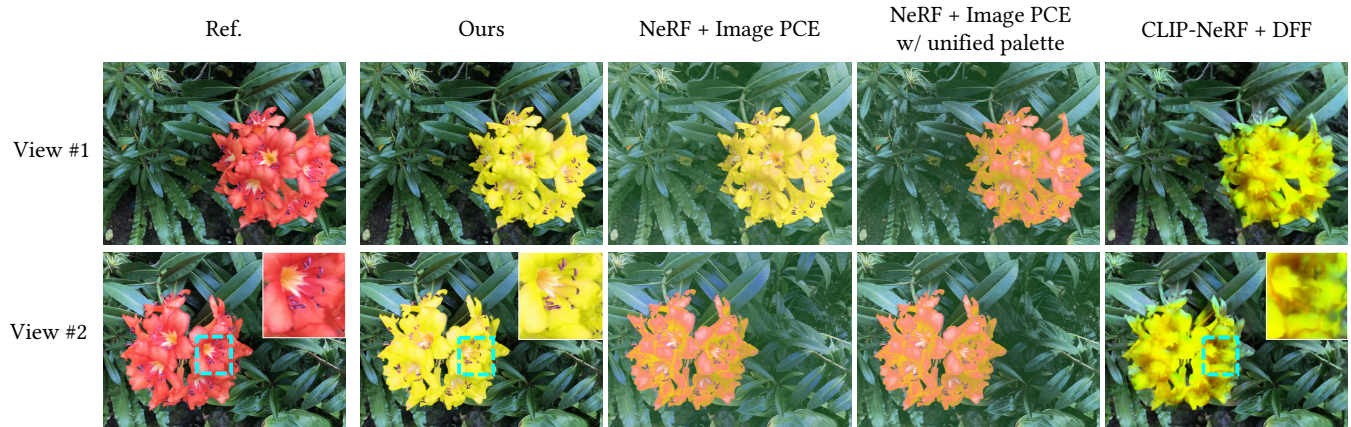 Ref.
Ours
NeRF + Image PCE
NeRF + Image PCE
w/ unified palette
CLIP-NeRF + DFF
View #1
View #2